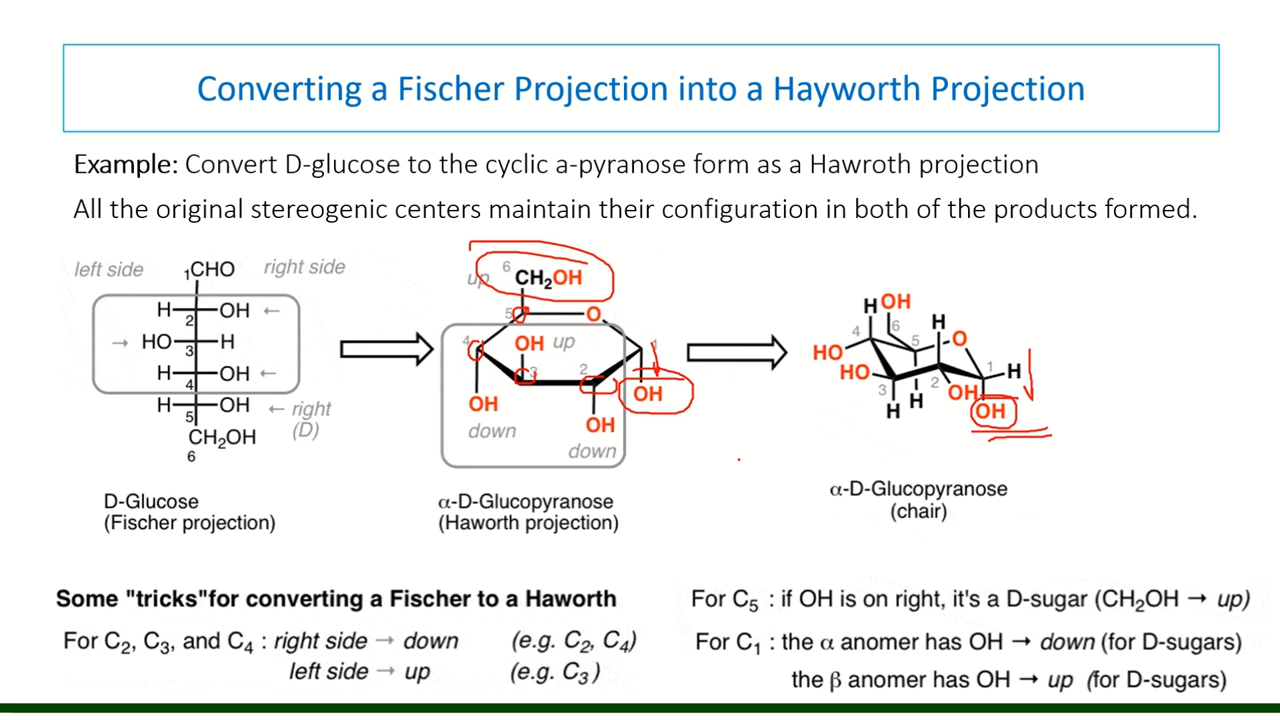 Converting a Fischer Projection into a Hayworth Projection
Example: Convert D-glucose to the cyclic a-pyranose form as a Hawroth projection
All the original stereogenic centers maintain their configuration in both of the products formed.
left side
1CHO
right side
H
OH ←
2
→ HO
H
3
H
OH ←
4
H
OH
← right
(D)
5
CH₂OH
6
D-Glucose
(Fischer projection)
up
6
CH₂OH
5
O
4
OH up
1
3
2
OH
OH
OH
down
down
α-D-Glucopyranose
(Haworth projection)
H OH
6
H
4
5
O
HO
HO
1
H
3
2
OH
H
H
OH
α-D-Glucopyranose
(chair)
Some "tricks"for converting a Fischer to a Haworth
For C₂, C₃, and C₄ : right side → down (e.g. C₂, C₄)
left side → up (e.g. C₃)
For C₅ : if OH is on right, it's a D-sugar (CH₂OH → up)
For C₁ : the α anomer has OH → down (for D-sugars)
the β anomer has OH → up (for D-sugars)